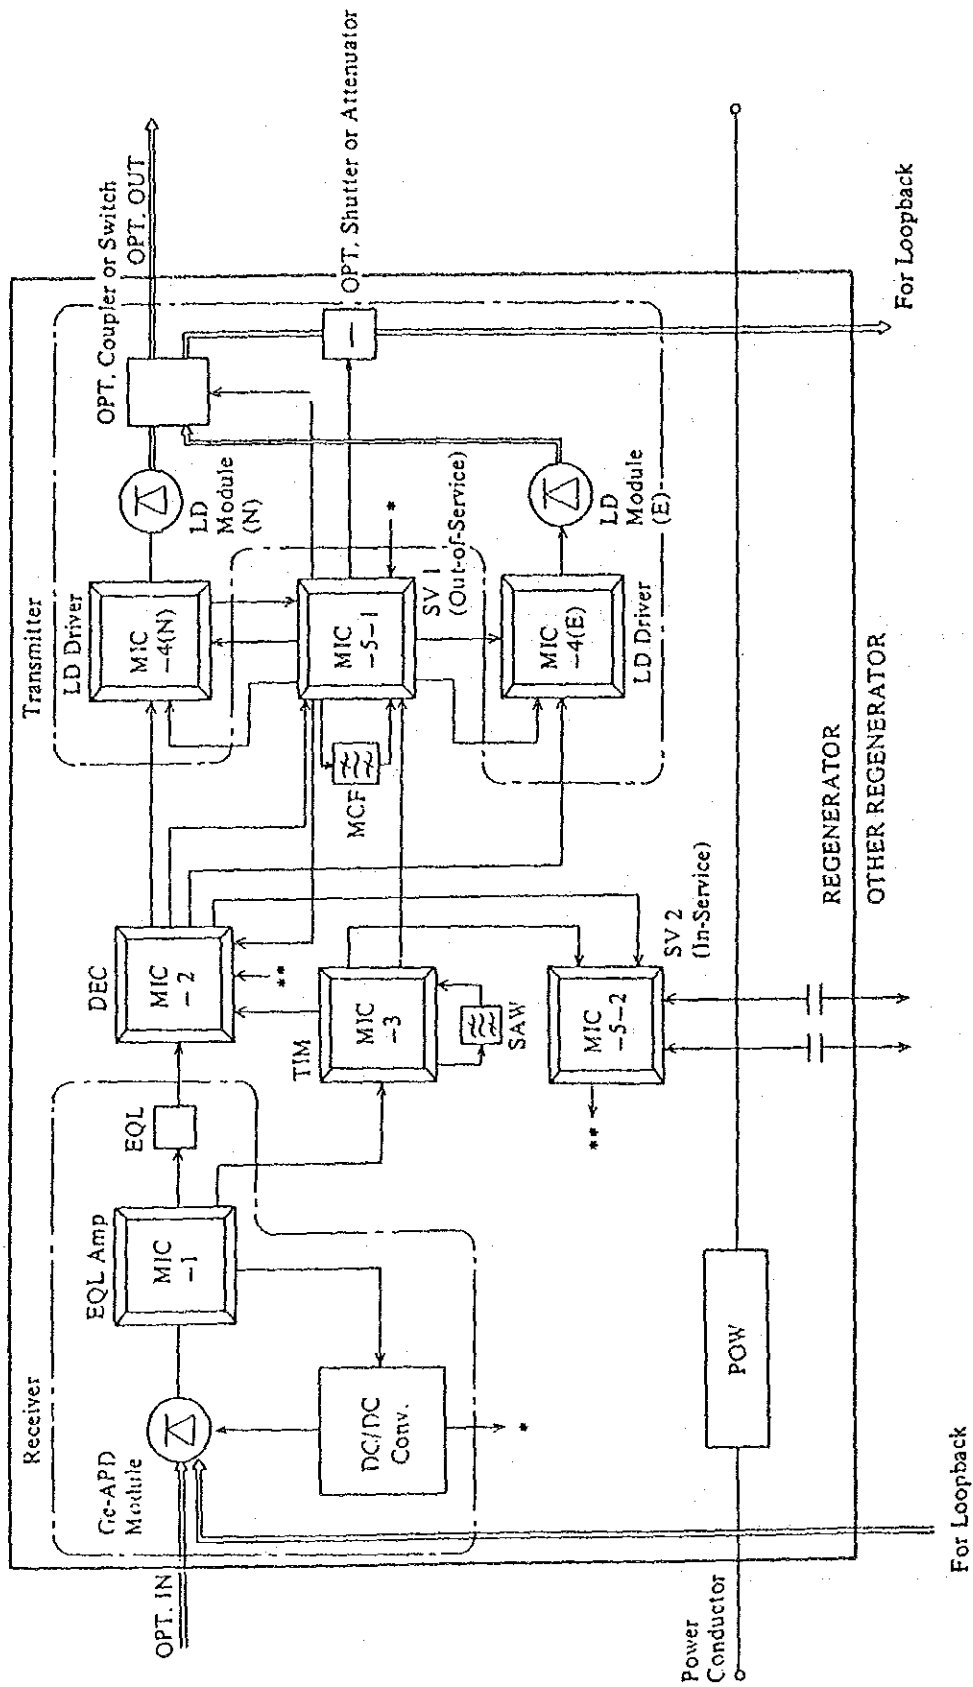 Receiver
Ge-APD
Module
OPT. IN
EQL Amp
MIC
-1
EQL
DC/DC
Conv.
*
DEC
MIC
-2
**
TIM
MIC
-3
SAW
MIC
-5-2
**
SV 2
(In-Service)
Transmitter
LD Driver
MIC
-4(N)
LD
Module
(N)
OPT. Coupler or Switch
OPT. OUT
MCF
MIC
-5-1
SV 1
(Out-of-Service)
*
OPT. Shutter or Attenuator
MIC
-4(E)
LD Driver
LD
Module
(E)
For Loopback
POW
Power
Conductor
For Loopback
REGENERATOR
OTHER REGENERATOR